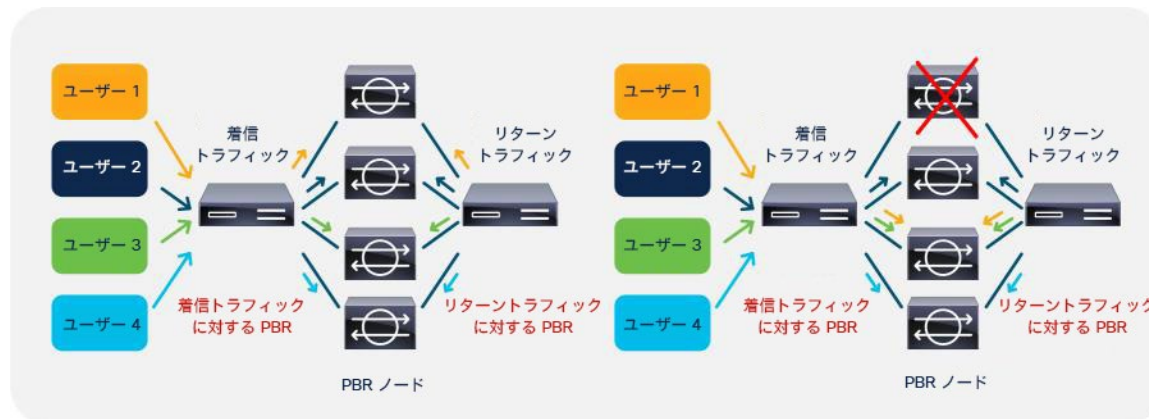 ユーザー 1
ユーザー 2
ユーザー 3
ユーザー 4
着信
トラフィック
リターン
トラフィック
着信トラフィック
に対する PBR
リターントラフィック
に対する PBR
PBR ノード
ユーザー 1
ユーザー 2
ユーザー 3
ユーザー 4
着信
トラフィック
リターン
トラフィック
着信トラフィック
に対する PBR
リターントラフィック
に対する PBR
PBR ノード